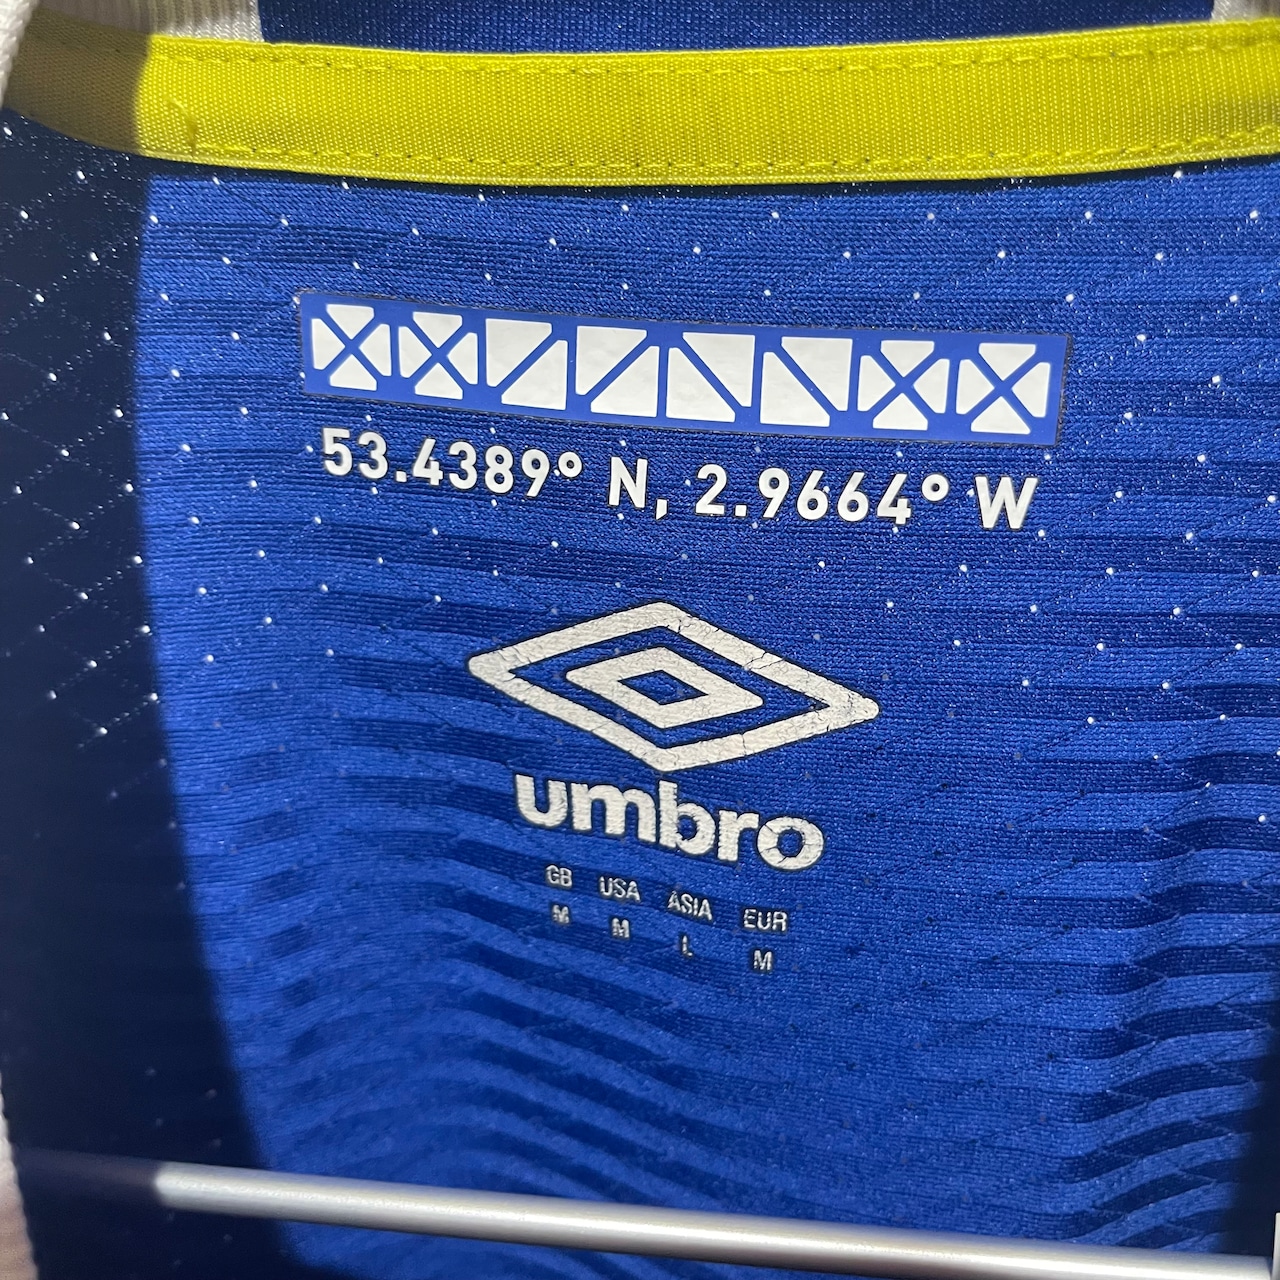 53.4389° N, 2.9664° W
umbro
GB USA ASIA EUR
M M L M